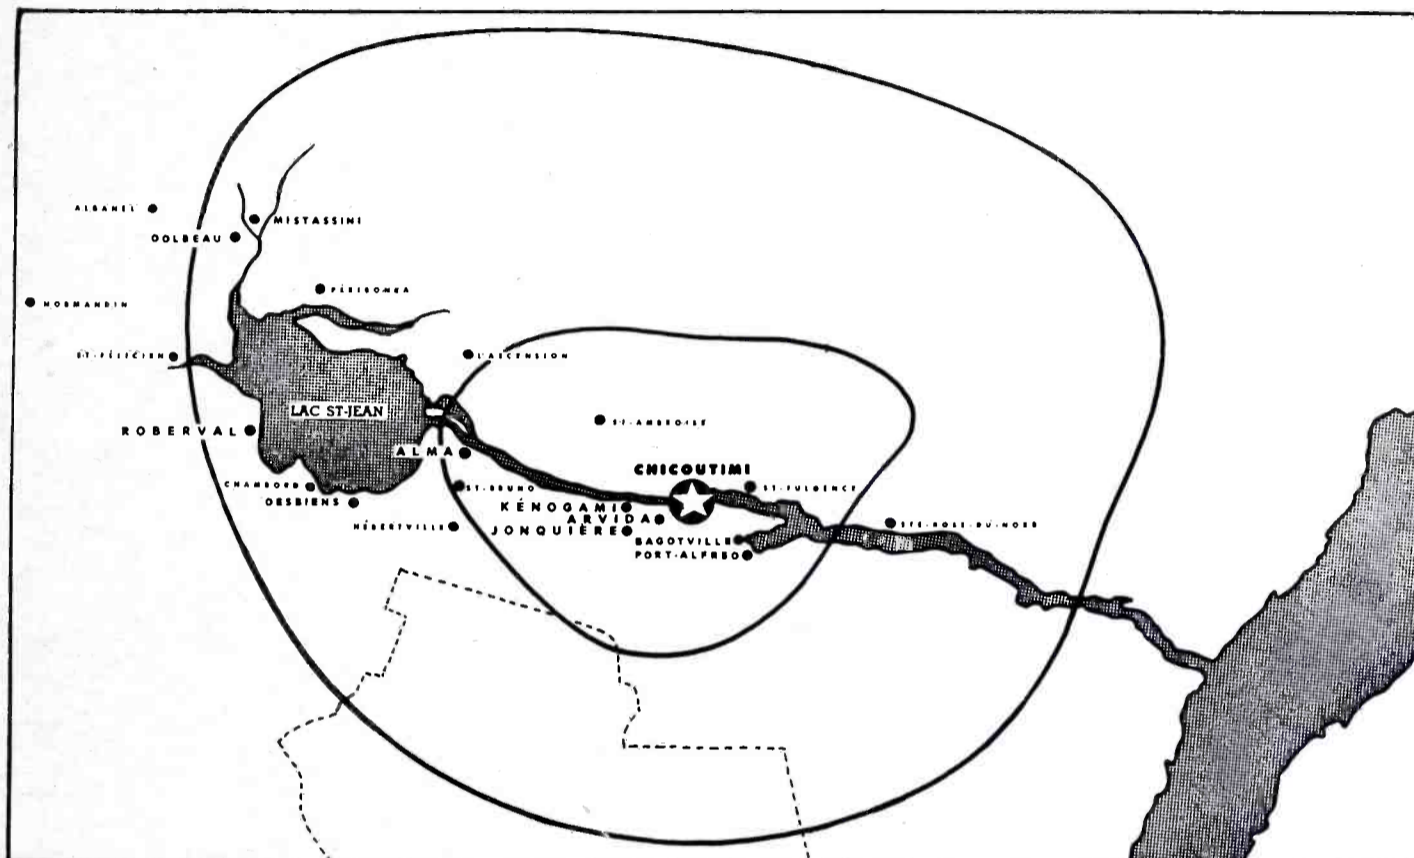 ALBANEL
MISTASSINI
DOLBEAU
PÉRIBONKA
NORMANDIN
ST-FÉLICIEN
L'ASCENSION
LAC ST-JEAN
ST-AMBROISE
ROBERVAL
ALMA
CHICOUTIMI
CHAMBORD
ST-BRUNO
ST-FULGENCE
DESBIENS
KÉNOGAMI
ARVIDA
HÉBERTVILLE
JONQUIÈRE
STE-ROSE-DU-NORD
BAGOTVILLE
PORT-ALFRED